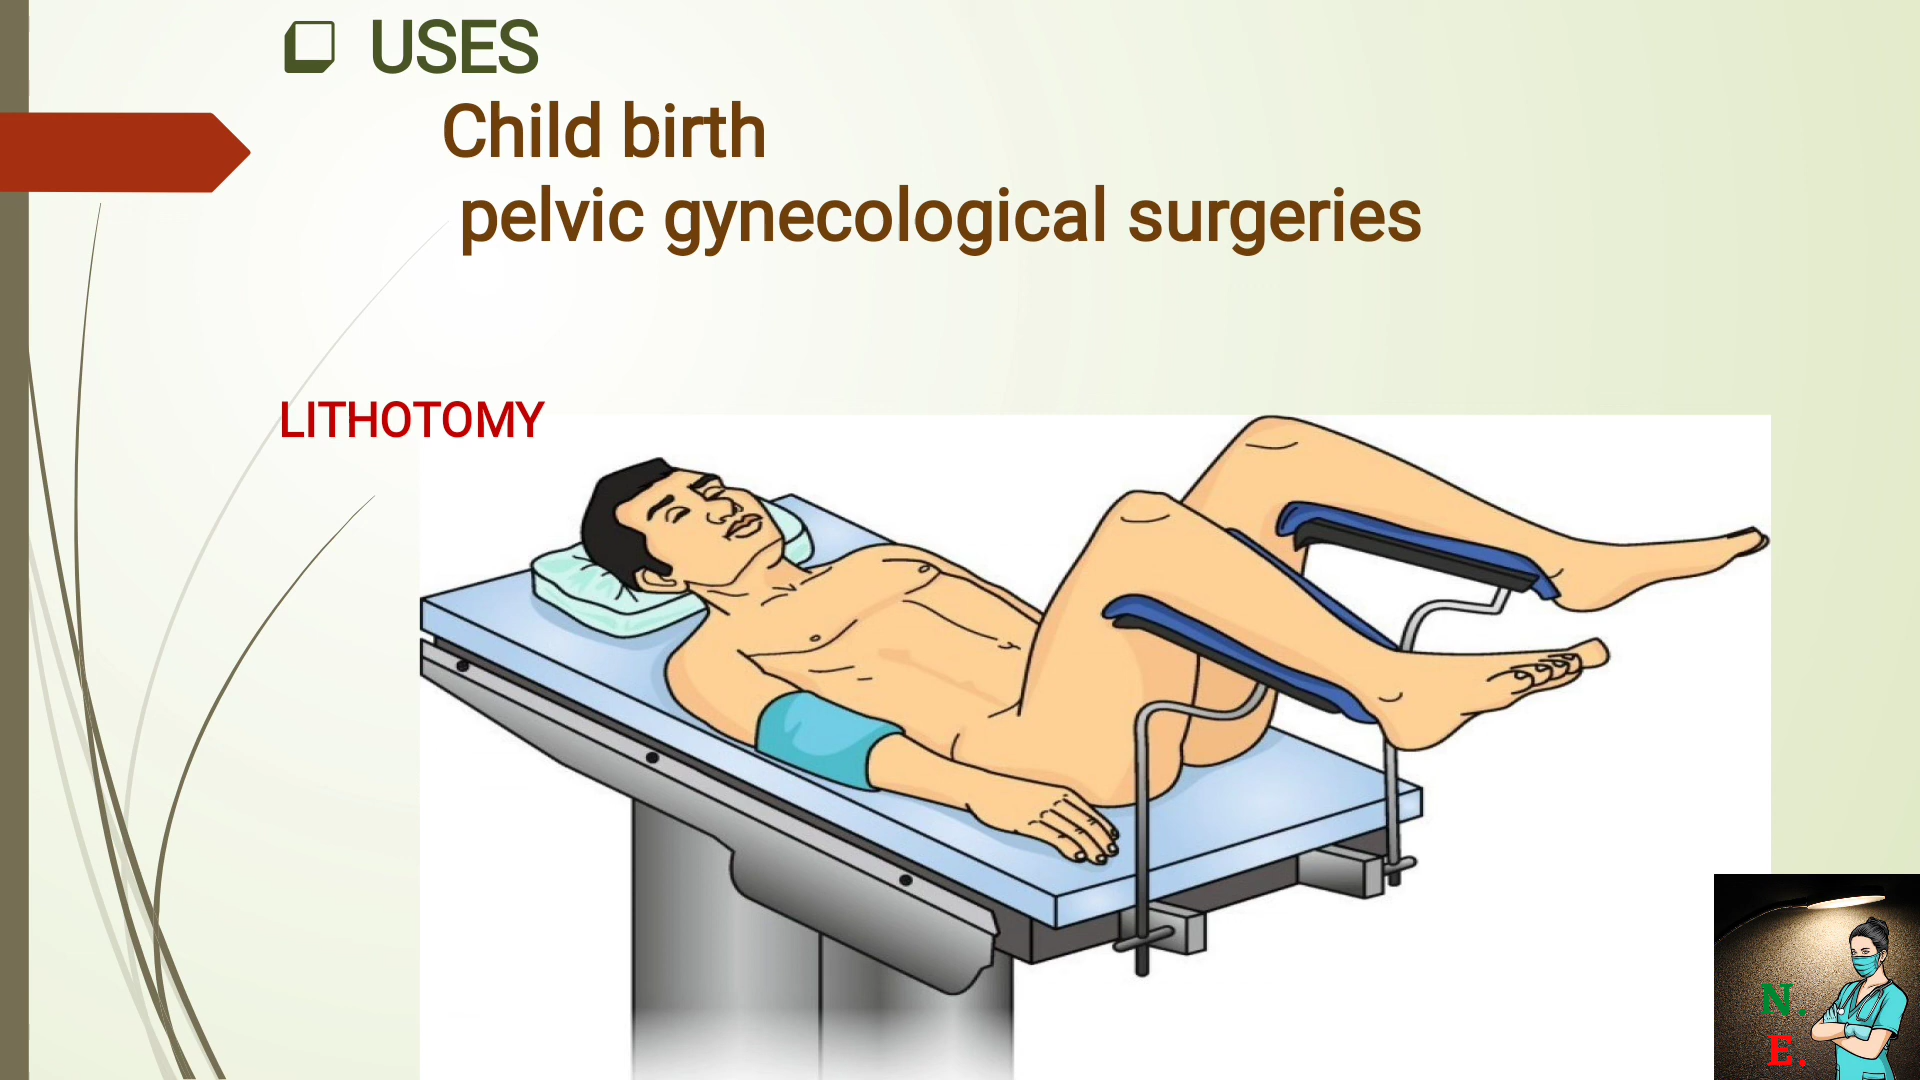 USES
Child birth
pelvic gynecological surgeries
LITHOTOMY
N.
E.